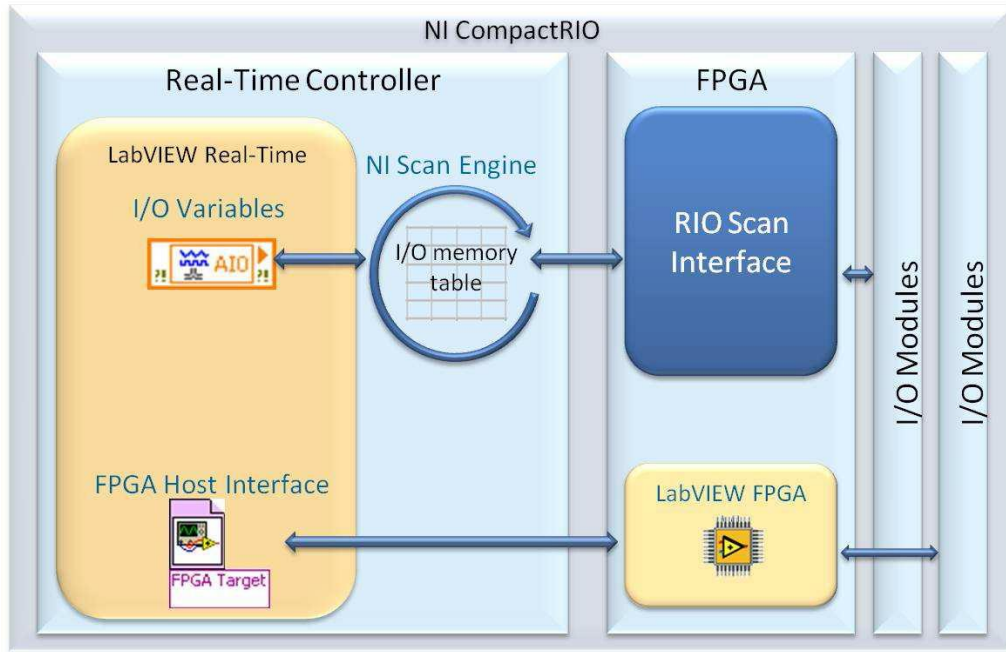 NI CompactRIO
Real-Time Controller
LabVIEW Real-Time
I/O Variables
?! AIO ?!
NI Scan Engine
I/O memory
table
FPGA Host Interface
FPGA Target
FPGA
RIO Scan
Interface
LabVIEW FPGA
I/O Modules
I/O Modules